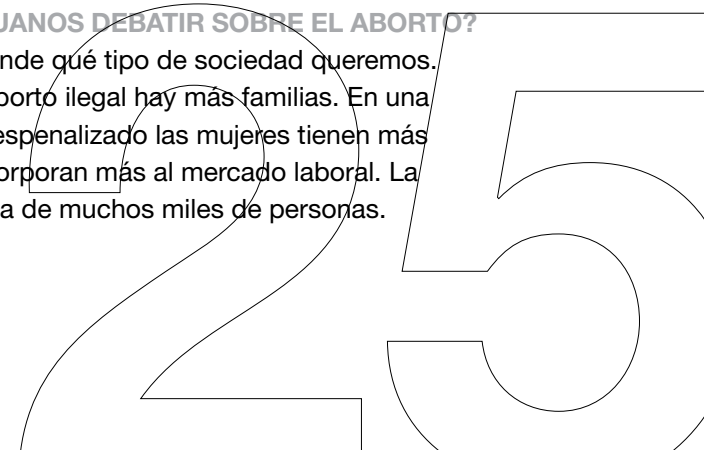 UANOS DEBATIR SOBRE EL ABORTO?
nde qué tipo de sociedad queremos.
borto ilegal hay más familias. En una
espenalizado las mujeres tienen más
orporan más al mercado laboral. La
a de muchos miles de personas.
25